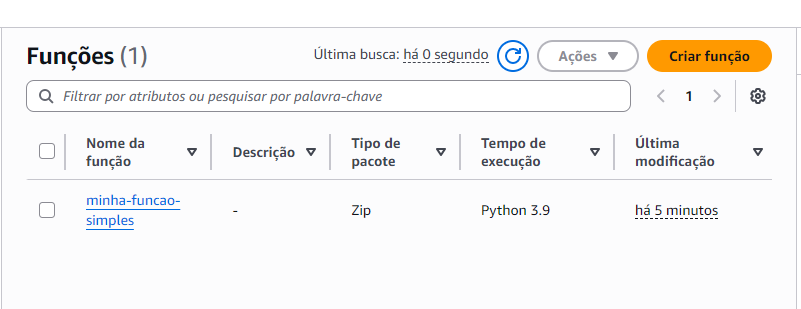 Funções (1)
Última busca: há 0 segundo
Ações
Criar função
Filtrar por atributos ou pesquisar por palavra-chave
1
Nome da função
Descrição
Tipo de pacote
Tempo de execução
Última modificação
minha-funcao-simples
-
Zip
Python 3.9
há 5 minutos